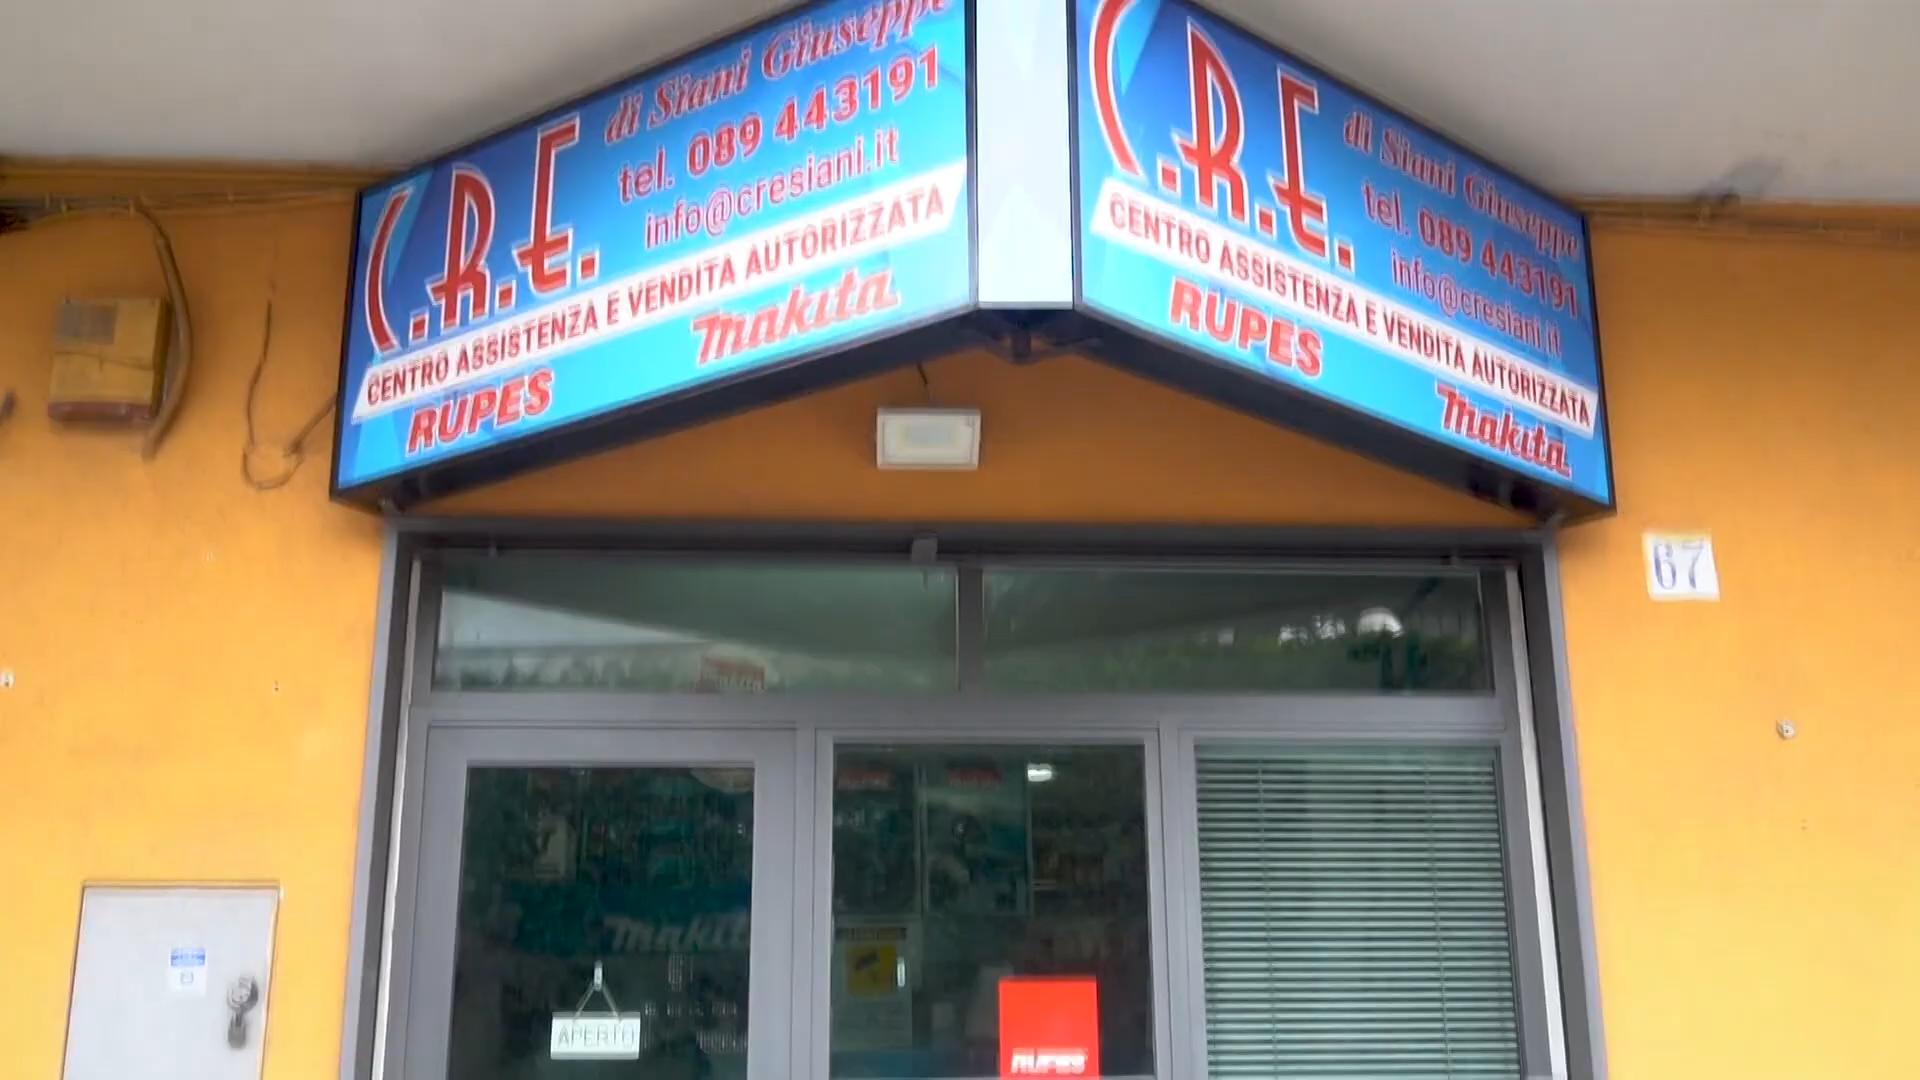 C.R.E.
di Siani Giuseppe
tel. 089 443191
info@cresiani.it
CENTRO ASSISTENZA E VENDITA AUTORIZZATA
RUPES
makita
C.R.E.
di Siani Giuseppe
tel. 089 443191
info@cresiani.it
CENTRO ASSISTENZA E VENDITA AUTORIZZATA
RUPES
makita
67
makita
APERTO
RUPES